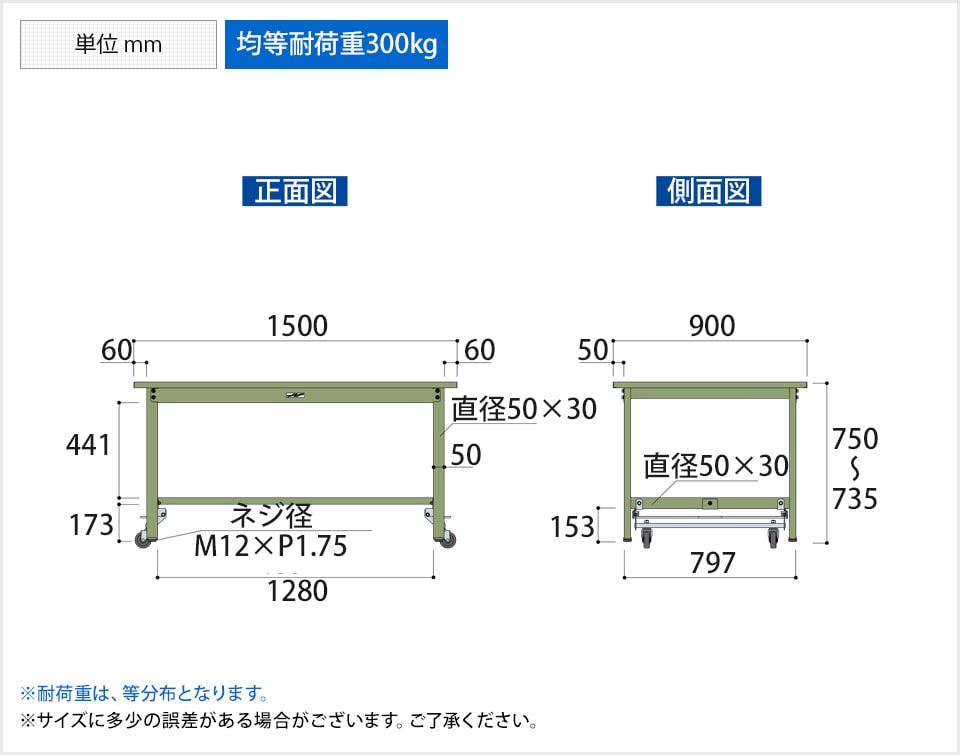 単位 mm
均等耐荷重300kg
正面図
側面図
1500
60
60
441
173
直径50×30
50
ネジ径
M12×P1.75
1280
900
50
直径50×30
750
〜
735
153
797
※耐荷重は、等分布となります。
※サイズに多少の誤差がある場合がございます。ご了承ください。